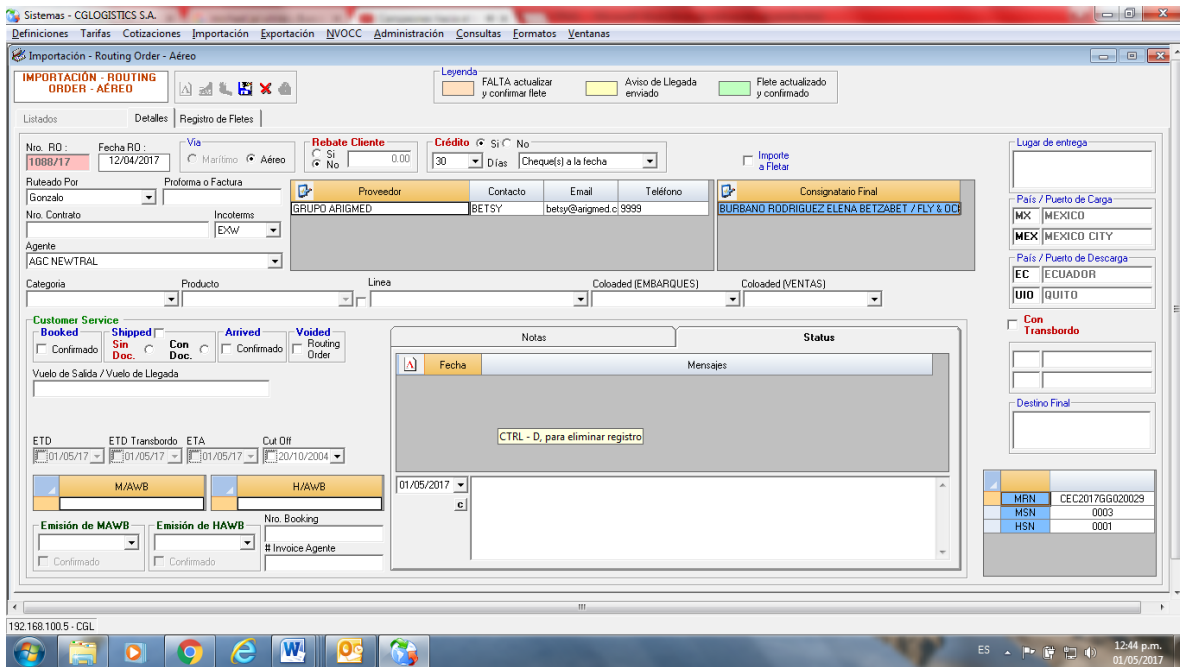 Sistemas - CGLOGISTICS S.A.
Definiciones Tarifas Cotizaciones Importación Exportación NVOCC Administración Consultas Formatos Ventanas
Importación - Routing Order - Aéreo
IMPORTACIÓN - ROUTING
ORDER - AÉREO
Leyenda
FALTA actualizar
y confirmar flete
Aviso de Llegada
enviado
Flete actualizado
y confirmado
Listados Detalles Registro de Fletes
Nro. RO :
1088/17
Fecha RO :
12/04/2017
Via
Marítimo Aéreo
Rebate Cliente
Si
No
0.00
Crédito Si No
30 Días Cheque(s) a la fecha
Importe
a Fletar
Lugar de entrega
Ruteado Por
Gonzalo
Proforma o Factura
Nro. Contrato
Incoterms
EXW
Agente
AGC NEWTRAL
Proveedor Contacto Email Teléfono
GRUPO ARIGMED BETSY betsy@arigmed.c 9999
Consignatario Final
BURBANO RODRIGUEZ ELENA BETZABET / FLY & OCE
País / Puerto de Carga
MX MEXICO
MEX MEXICO CITY
País / Puerto de Descarga
EC ECUADOR
UIO QUITO
Categoria Producto Linea Coloaded (EMBARQUES) Coloaded (VENTAS)
Con
Transbordo
Customer Service
Booked
Confirmado
Shipped
Sin
Doc.
Con
Doc.
Arrived
Confirmado
Voided
Routing
Order
Vuelo de Salida / Vuelo de Llegada
Notas Status
Fecha Mensajes
CTRL - D, para eliminar registro
Destino Final
ETD ETD Transbordo ETA Cut Off
01/05/17 01/05/17 01/05/17 20/10/2004
M/AWB H/AWB
01/05/2017
c
Emisión de MAWB
Confirmado
Emisión de HAWB
Confirmado
Nro. Booking
# Invoice Agente
MRN CEC2017GG020029
MSN 0003
HSN 0001
192.168.100.5 - CGL
ES
12:44 p.m.
01/05/2017